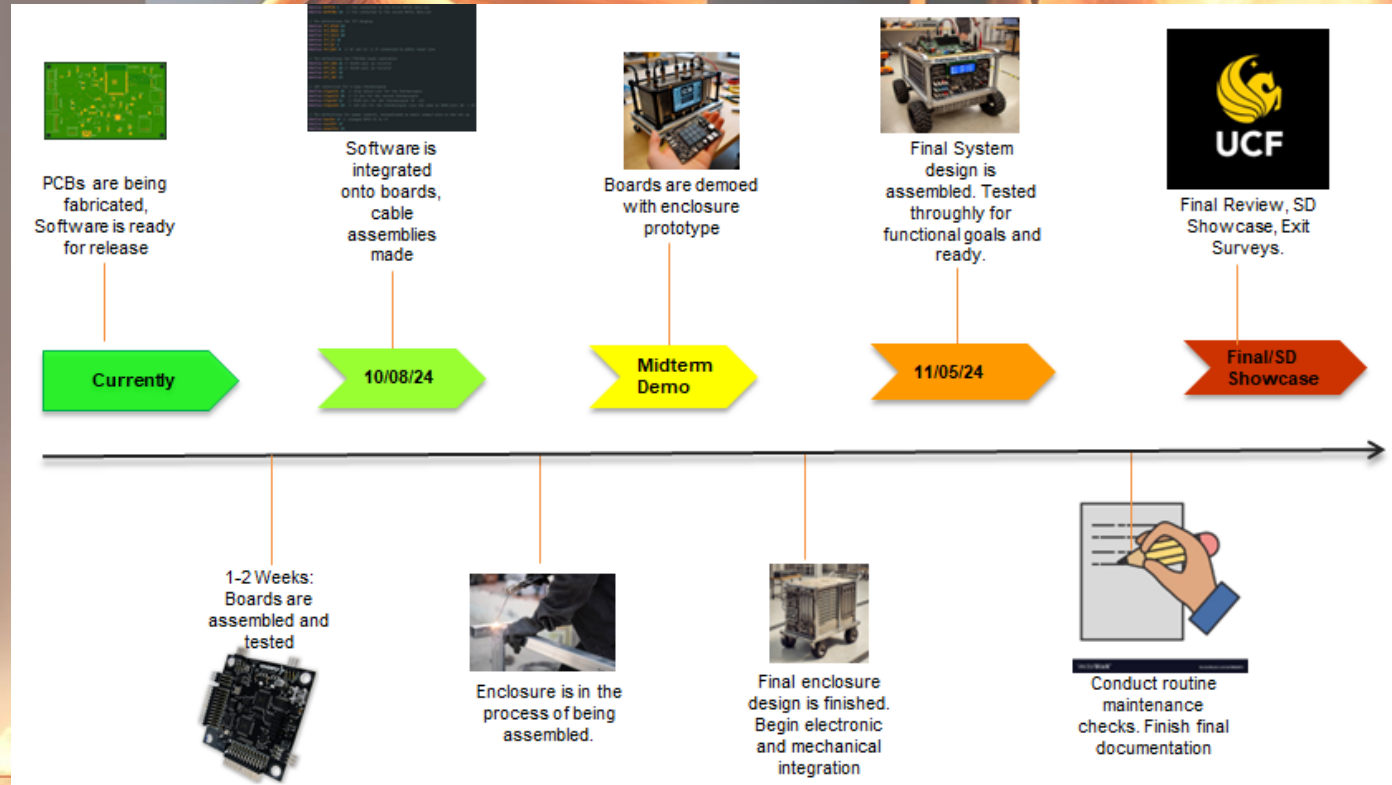 PCBs are being
fabricated,
Software is ready
for release
Software is
integrated
onto boards,
cable
assemblies
made
Boards are demoed
with enclosure
prototype
Final System
design is
assembled. Tested
throughly for
functional goals and
ready.
UCF
Final Review, SD
Showcase, Exit
Surveys.
Currently
10/08/24
Midterm
Demo
11/05/24
Final/SD
Showcase
1-2 Weeks:
Boards are
assembled and
tested
Enclosure is in the
process of being
assembled.
Final enclosure
design is finished.
Begin electronic
and mechanical
integration
Conduct routine
maintenance
checks. Finish final
documentation